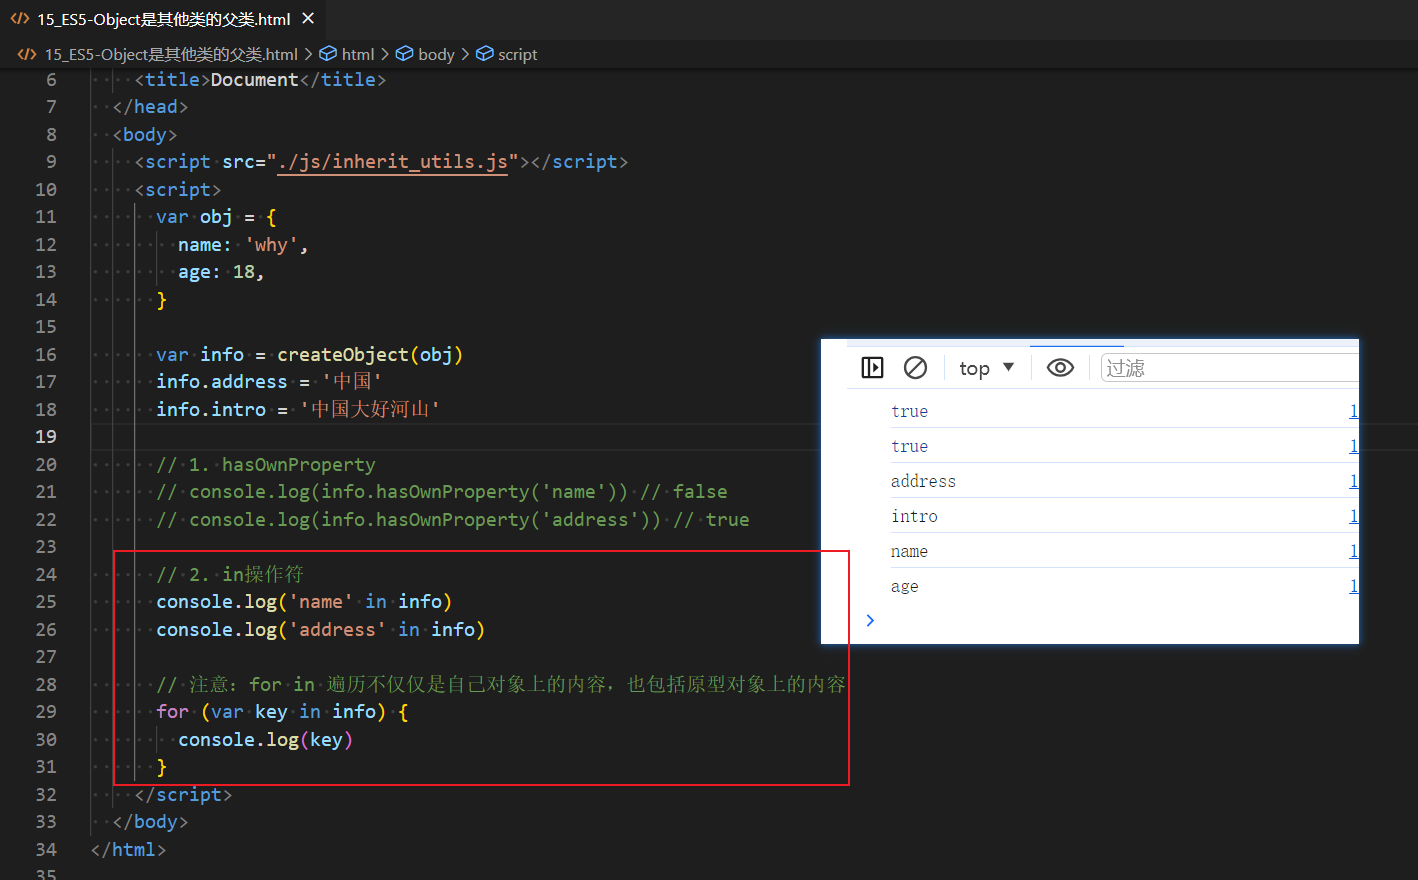 15_ES5-Object是其他类的父类.html ×
15_ES5-Object是其他类的父类.html > html > body > script
6 <title>Document</title>
7 </head>
8 <body>
9 <script src="./js/inherit_utils.js"></script>
10 <script>
11 var obj = {
12 name: 'why',
13 age: 18,
14 }
15
16 var info = createObject(obj)
17 info.address = '中国'
18 info.intro = '中国大好河山'
19
20 // 1. hasOwnProperty
21 // console.log(info.hasOwnProperty('name')) // false
22 // console.log(info.hasOwnProperty('address')) // true
23
24 // 2. in操作符
25 console.log('name' in info)
26 console.log('address' in info)
27
28 // 注意: for in 遍历不仅仅是自己对象上的内容，也包括原型对象上的内容
29 for (var key in info) {
30 console.log(key)
31 }
32 </script>
33 </body>
34 </html>
35
top ▼ 过滤
true 1
true 1
address 1
intro 1
name 1
age 1
>